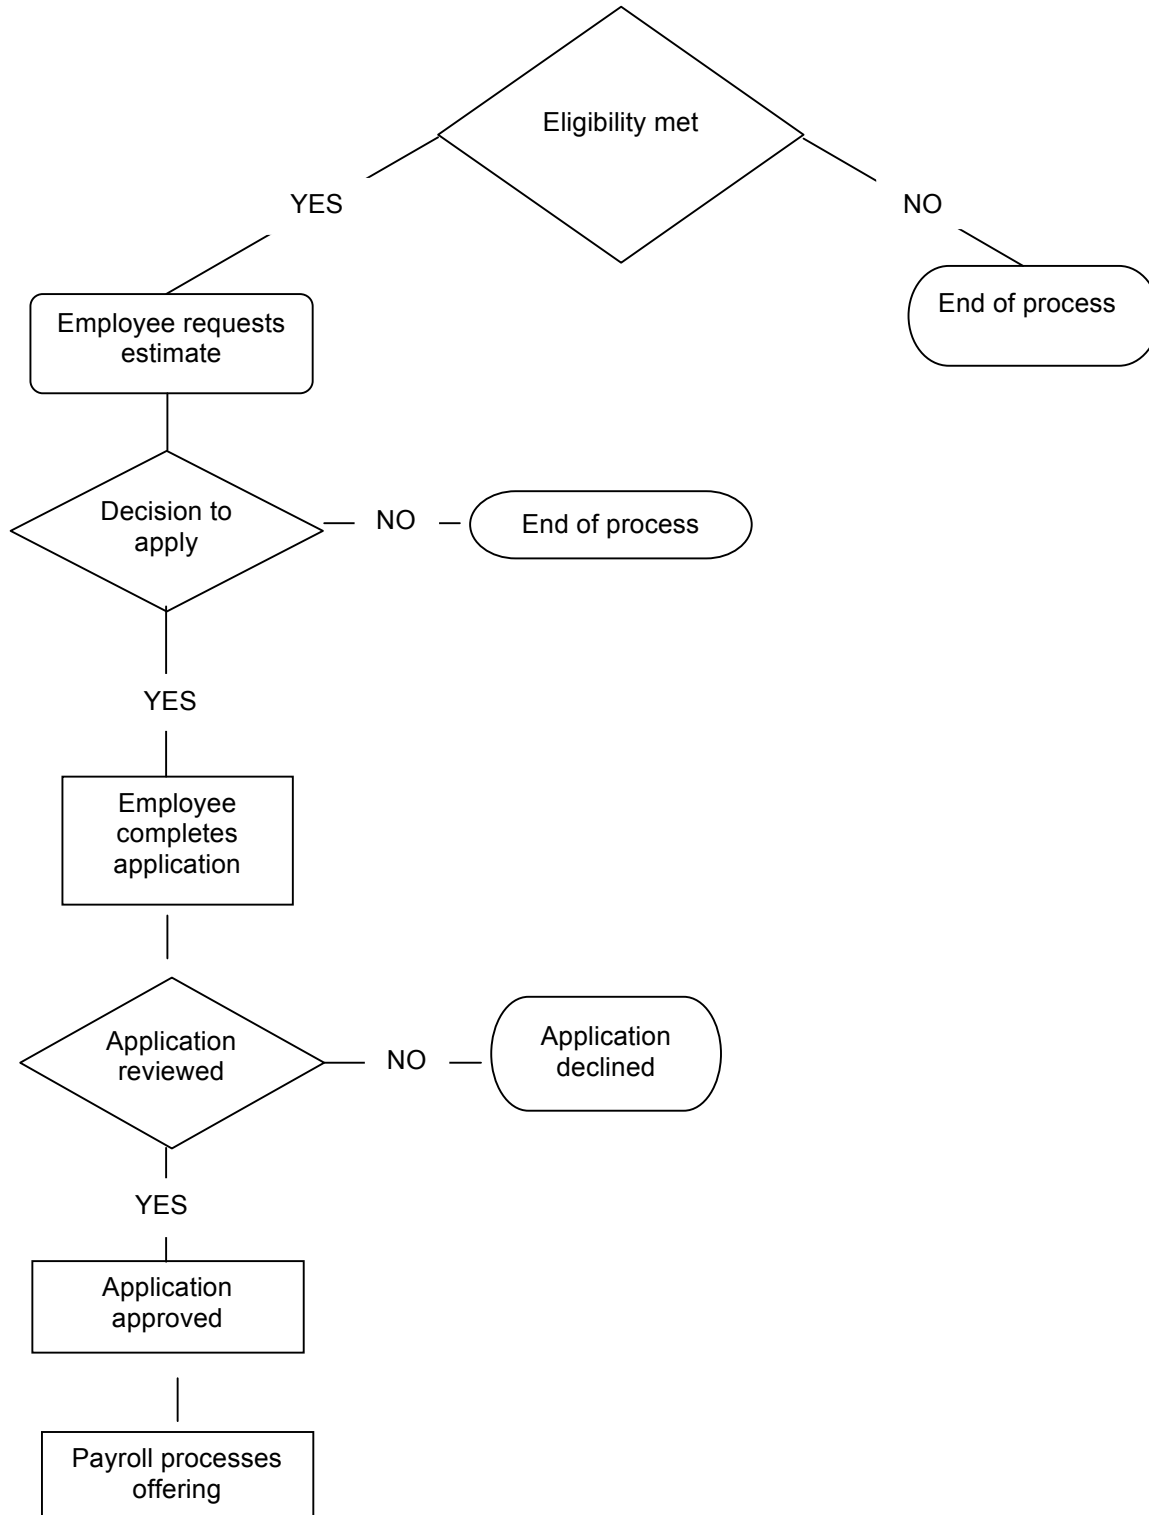 Eligibility met
YES
NO
Employee requests
estimate
End of process
Decision to
apply
NO
End of process
YES
Employee
completes
application
Application
reviewed
NO
Application
declined
YES
Application
approved
Payroll processes
offering